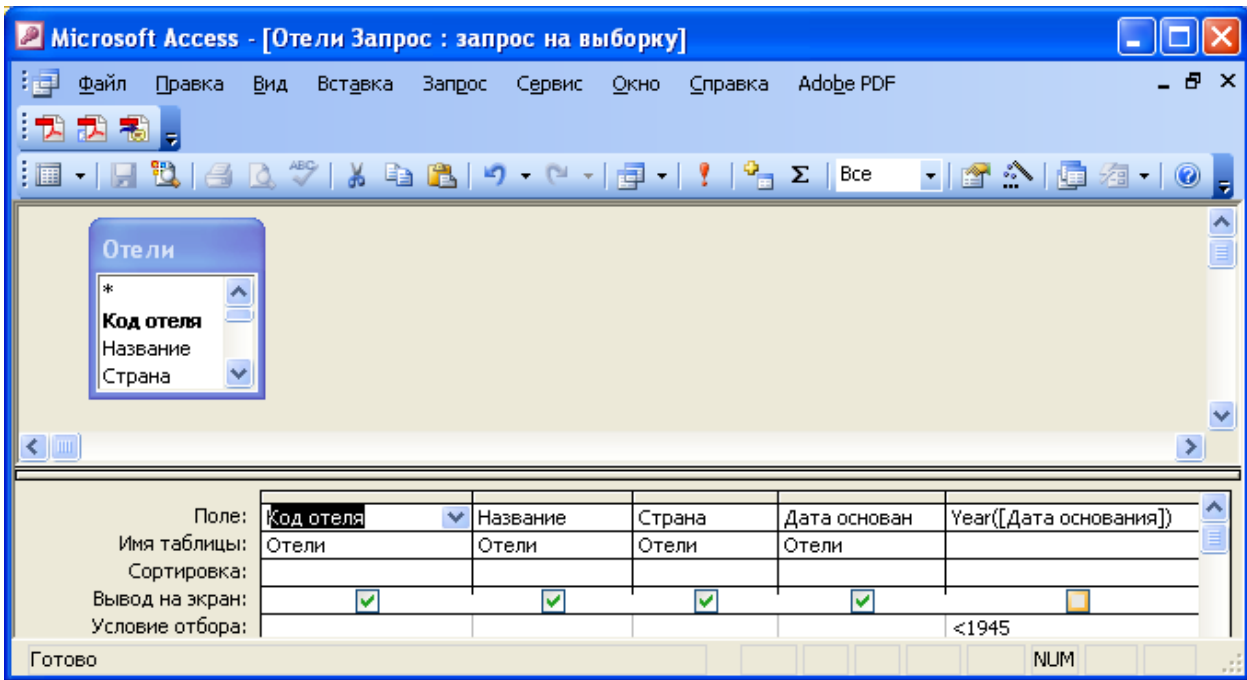 Microsoft Access - [Отели Запрос : запрос на выборку]
Файл Правка Вид Вставка Запрос Сервис Окно Справка Adobe PDF
ABC Σ Все
Отели
*
Код отеля
Название
Страна
Поле: Код отеля Название Страна Дата основан Year([Дата основания])
Имя таблицы: Отели Отели Отели Отели
Сортировка:
Вывод на экран:
Условие отбора: <1945
Готово NUM